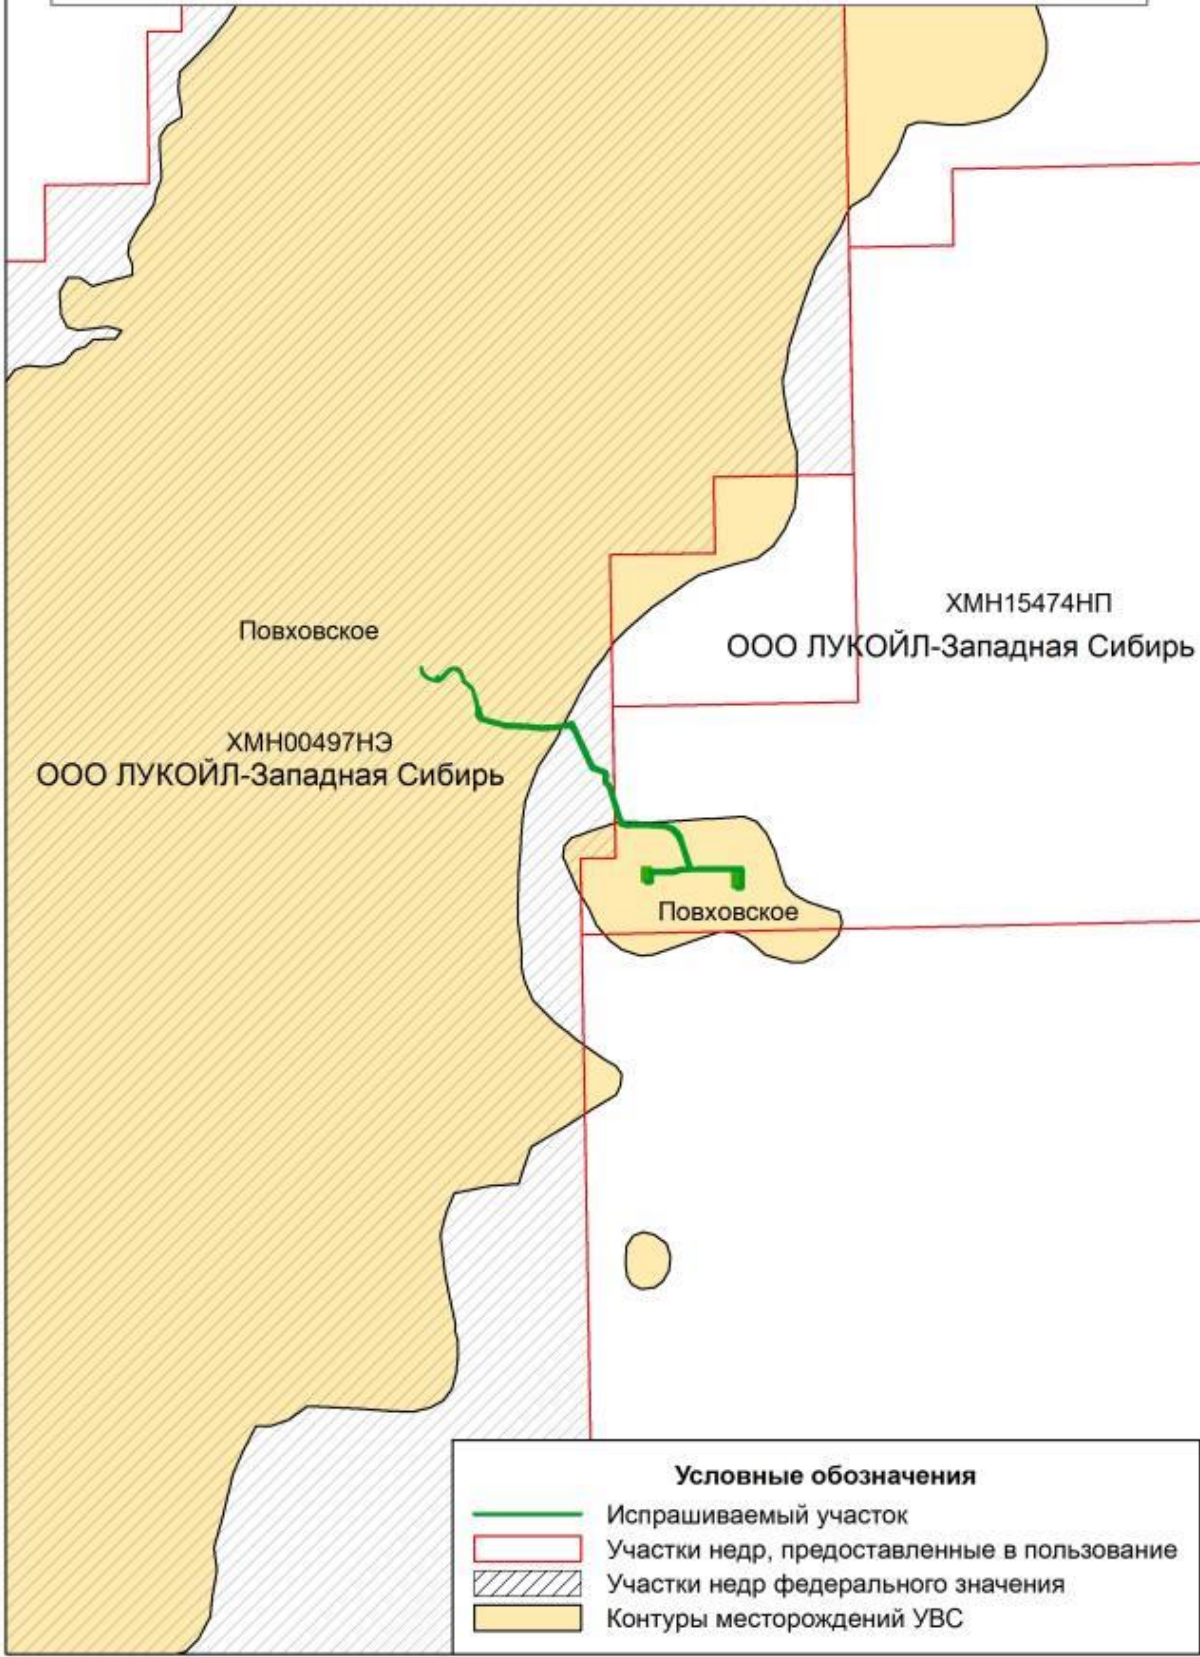 ХМН15474НП
ООО ЛУКОЙЛ-Западная Сибирь
Повховское
ХМН00497НЭ
ООО ЛУКОЙЛ-Западная Сибирь
Повховское
Условные обозначения
Испрашиваемый участок
Участки недр, предоставленные в пользование
Участки недр федерального значения
Контуры месторождений УВС